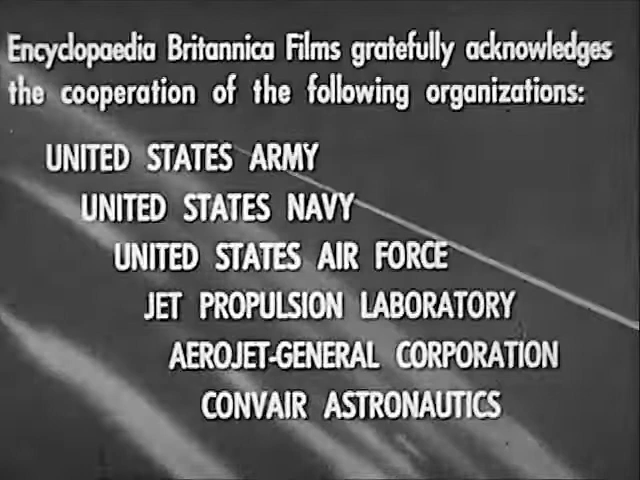 Encyclopaedia Britannica Films gratefully acknowledges
the cooperation of the following organizations:
UNITED STATES ARMY
UNITED STATES NAVY
UNITED STATES AIR FORCE
JET PROPULSION LABORATORY
AEROJET-GENERAL CORPORATION
CONVAIR ASTRONAUTICS